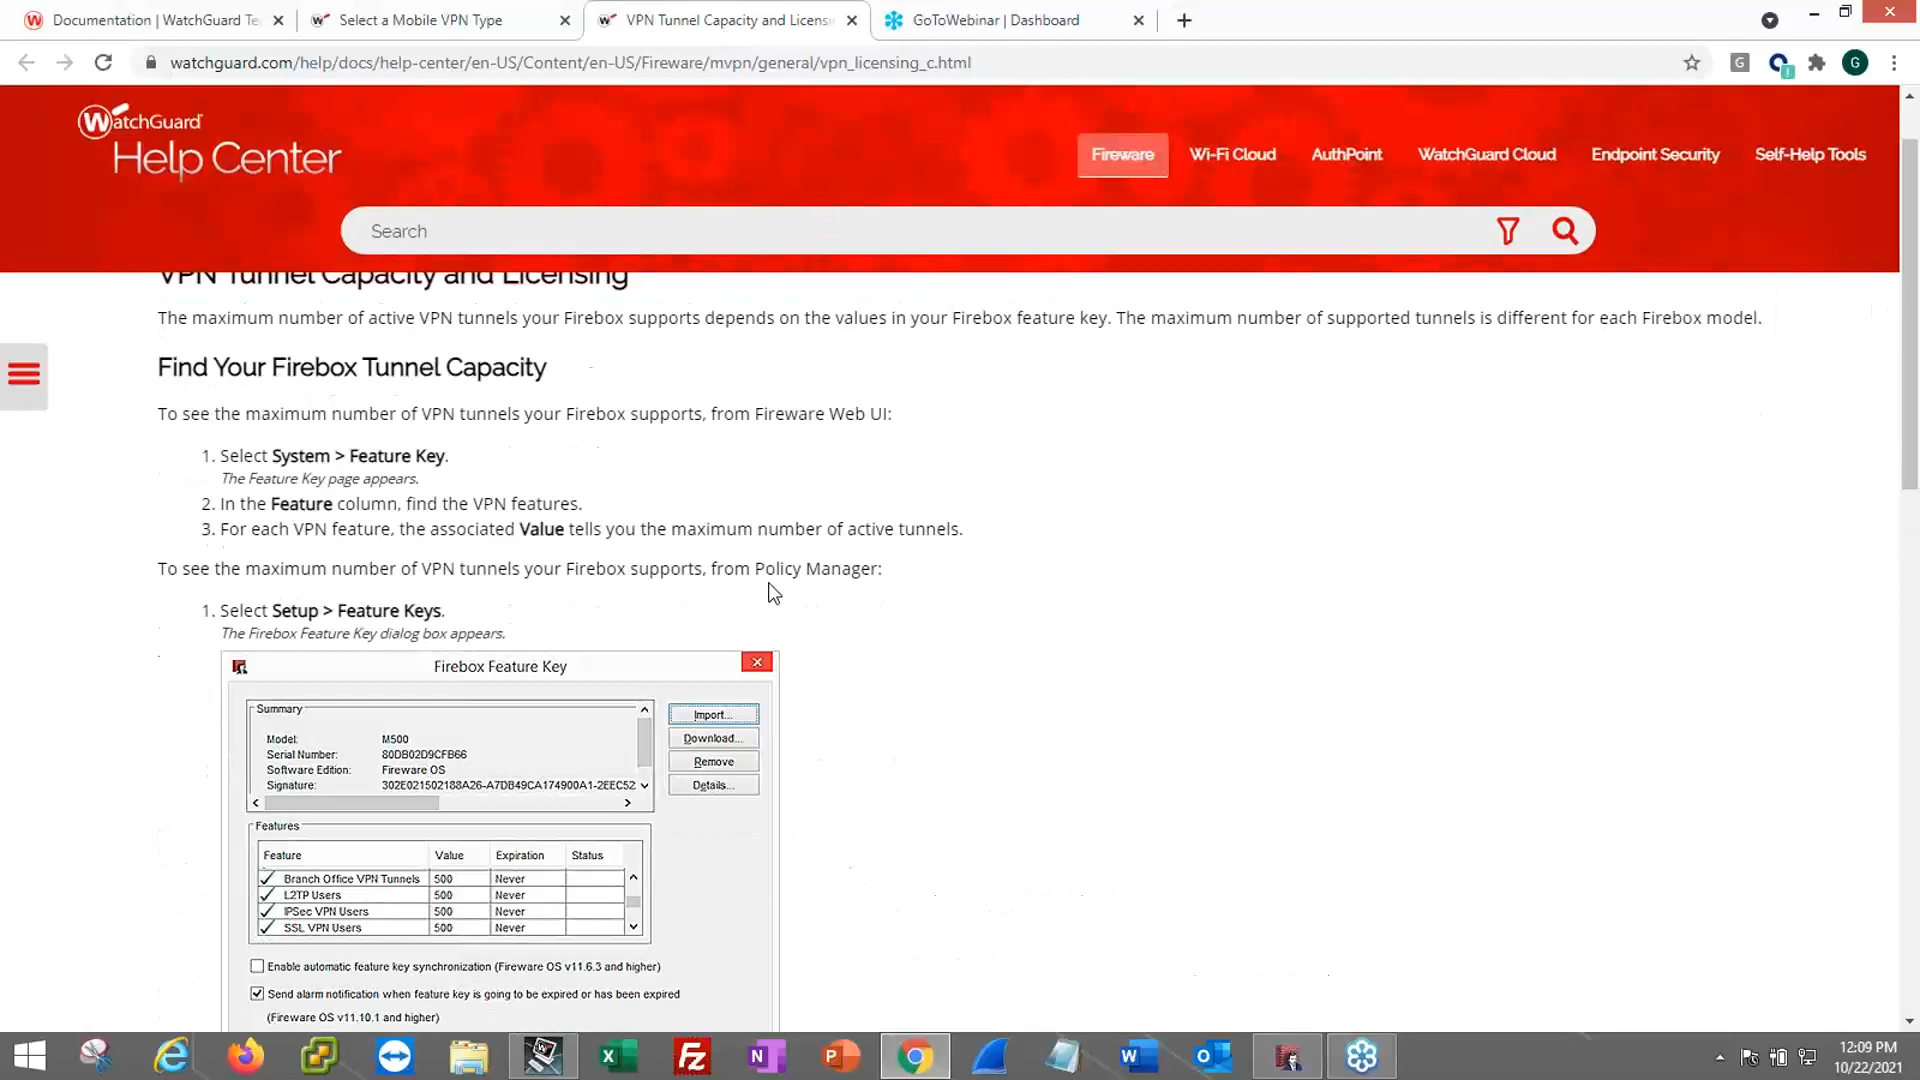 Documentation | WatchGuard Te
Select a Mobile VPN Type
VPN Tunnel Capacity and Licensi
GoToWebinar | Dashboard
watchguard.com/help/docs/help-center/en-US/Content/en-US/Fireware/mvpn/general/vpn_licensing_c.html
G
G
WatchGuard
Help Center
Fireware
Wi-Fi Cloud
AuthPoint
WatchGuard Cloud
Endpoint Security
Self-Help Tools
Search
VPN Tunnel Capacity and Licensing
The maximum number of active VPN tunnels your Firebox supports depends on the values in your Firebox feature key. The maximum number of supported tunnels is different for each Firebox model.
Find Your Firebox Tunnel Capacity
To see the maximum number of VPN tunnels your Firebox supports, from Fireware Web UI:
1. Select System > Feature Key.
The Feature Key page appears.
2. In the Feature column, find the VPN features.
3. For each VPN feature, the associated Value tells you the maximum number of active tunnels.
To see the maximum number of VPN tunnels your Firebox supports, from Policy Manager:
1. Select Setup > Feature Keys.
The Firebox Feature Key dialog box appears.
Firebox Feature Key
Summary
Import...
Model: M500
Download...
Serial Number: 80DB02D9CFB66
Remove
Software Edition: Fireware OS
Signature: 302E021502188A26-A7DB49CA174900A1-2EEC52
Details...
Features
Feature Value Expiration Status
Branch Office VPN Tunnels 500 Never
L2TP Users 500 Never
IPSec VPN Users 500 Never
SSL VPN Users 500 Never
Enable automatic feature key synchronization (Fireware OS v11.6.3 and higher)
Send alarm notification when feature key is going to be expired or has been expired
(Fireware OS v11.10.1 and higher)
12:09 PM
10/22/2021